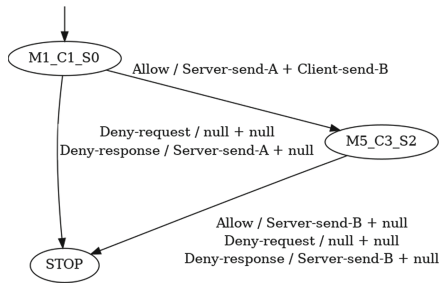 M1_C1_S0
Allow / Server-send-A + Client-send-B
Deny-request / null + null
Deny-response / Server-send-A + null
M5_C3_S2
Allow / Server-send-B + null
Deny-request / null + null
Deny-response / Server-send-B + null
STOP